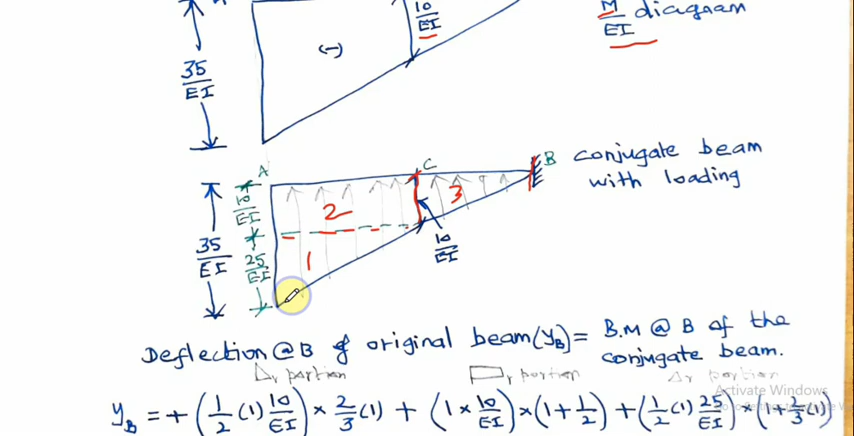 10/EI
M/EI diagram
35/EI
(-)
A
C
B
conjugate beam
with loading
10/EI
2
3
35/EI
25/EI
1
10/EI
Deflection @ B of original beam (y_B) = B.M @ B of the
conjugate beam.
Δr portion
▭r portion
Δr portion
Activate Windows
y_B = + (1/2 (1) 10/EI) × 2/3 (1) + (1 × 10/EI) × (1 + 1/2) + (1/2 (1) 25/EI) × (1 + 2/3 (1))